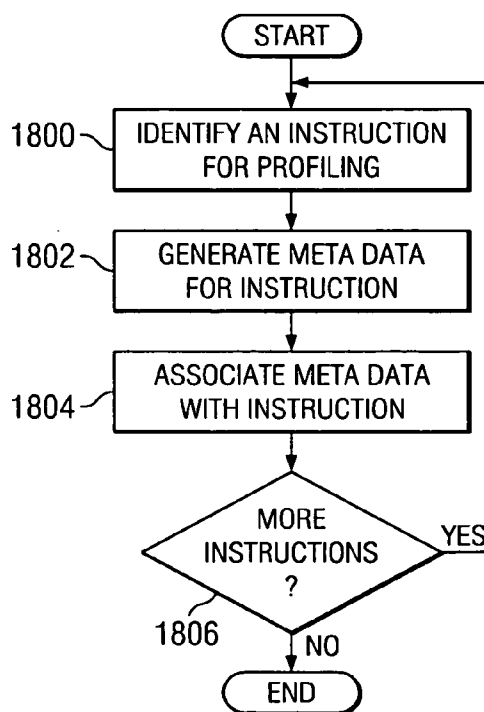 START
1800
IDENTIFY AN INSTRUCTION
FOR PROFILING
1802
GENERATE META DATA
FOR INSTRUCTION
1804
ASSOCIATE META DATA
WITH INSTRUCTION
MORE
INSTRUCTIONS
?
YES
1806
NO
END